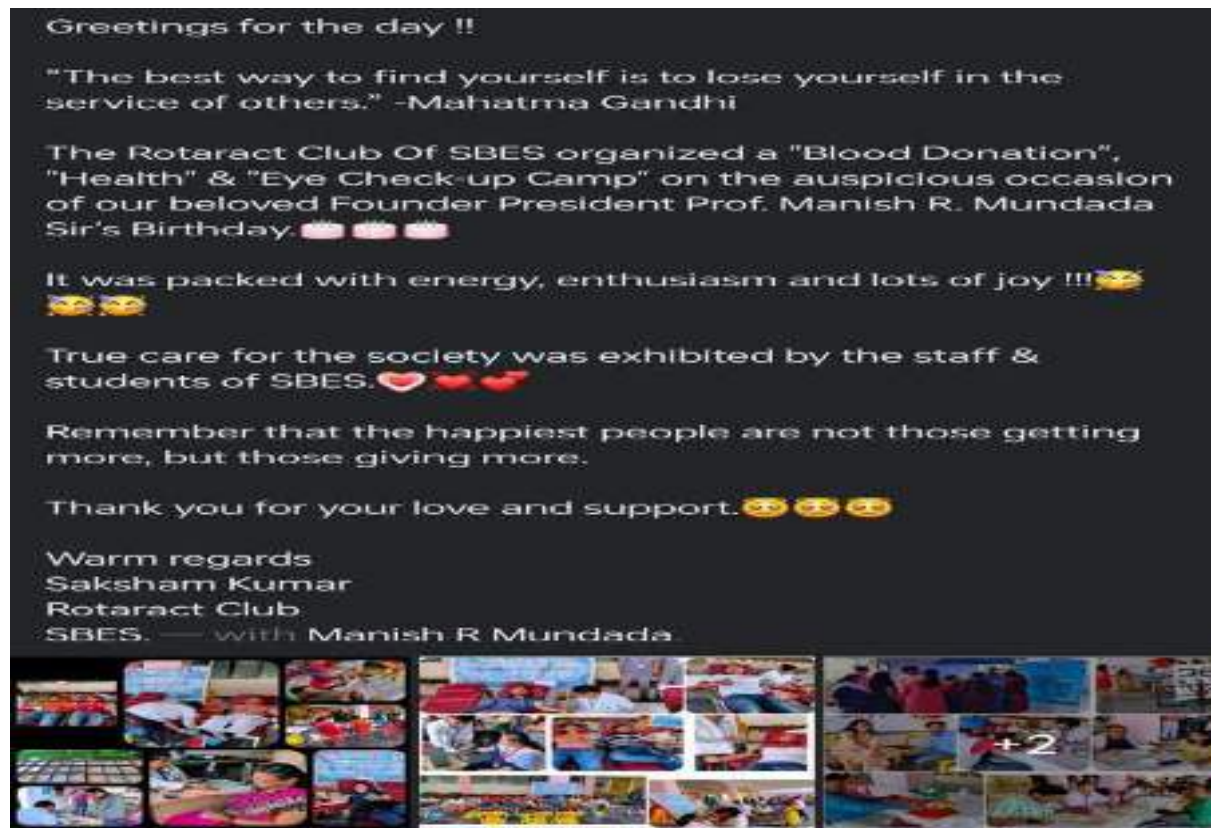 Greetings for the day !!
"The best way to find yourself is to lose yourself in the
service of others." -Mahatma Gandhi
The Rotaract Club Of SBES organized a "Blood Donation",
"Health" & "Eye Check-up Camp" on the auspicious occasion
of our beloved Founder President Prof. Manish R. Mundada
Sir's Birthday.🎂🎂🎂
It was packed with energy, enthusiasm and lots of joy !!!🥳
🥳🥳
True care for the society was exhibited by the staff &
students of SBES.💖❤️💕
Remember that the happiest people are not those getting
more, but those giving more.
Thank you for your love and support.😇😇😇
Warm regards
Saksham Kumar
Rotaract Club
SBES. — with Manish R Mundada.
+2